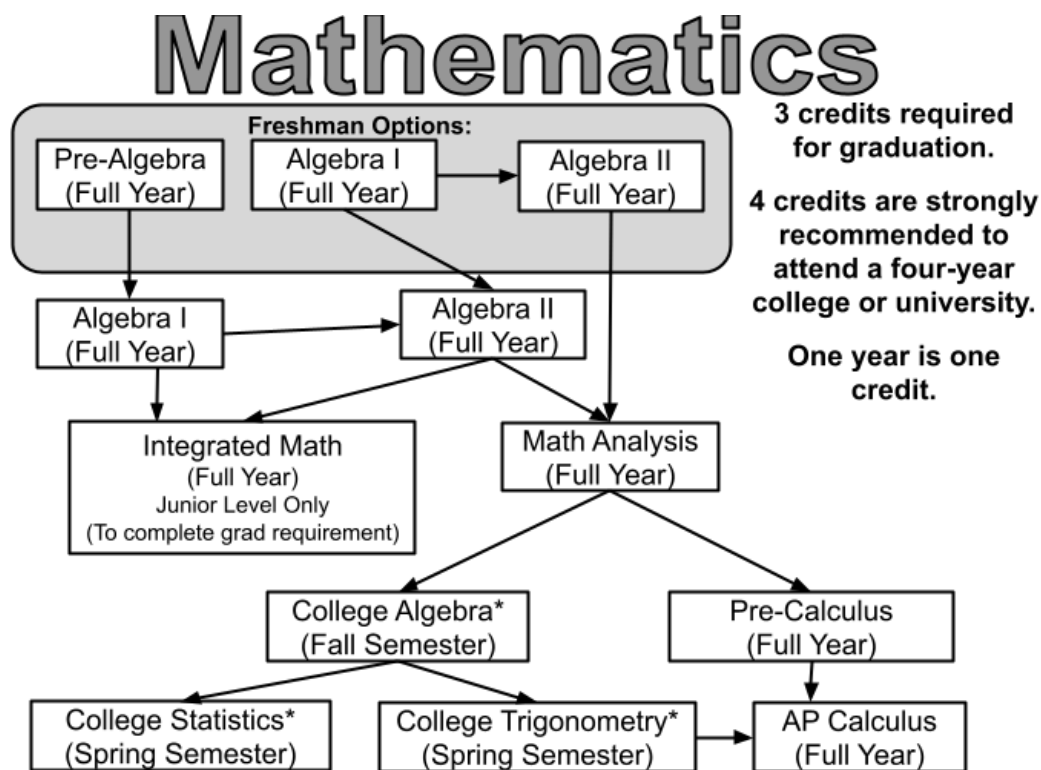 Mathematics
Freshman Options:
Pre-Algebra
(Full Year)
Algebra I
(Full Year)
Algebra II
(Full Year)
3 credits required
for graduation.
4 credits are strongly
recommended to
attend a four-year
college or university.
One year is one
credit.
Algebra I
(Full Year)
Algebra II
(Full Year)
Integrated Math
(Full Year)
Junior Level Only
(To complete grad requirement)
Math Analysis
(Full Year)
College Algebra*
(Fall Semester)
Pre-Calculus
(Full Year)
College Statistics*
(Spring Semester)
College Trigonometry*
(Spring Semester)
AP Calculus
(Full Year)